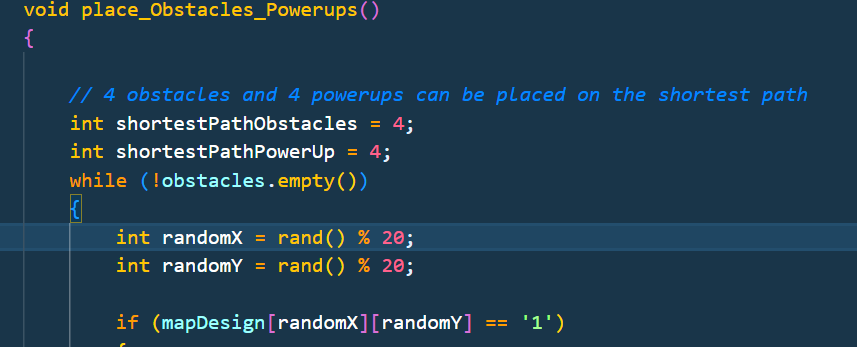 void place_Obstacles_Powerups()
{
// 4 obstacles and 4 powerups can be placed on the shortest path
int shortestPathObstacles = 4;
int shortestPathPowerUp = 4;
while (!obstacles.empty())
{
int randomX = rand() % 20;
int randomY = rand() % 20;
if (mapDesign[randomX][randomY] == '1')
{